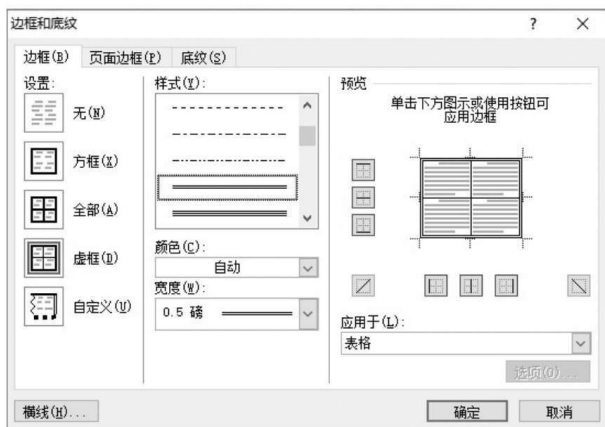 边框和底纹 ?
边框(B) 页面边框(P) 底纹(S)
设置:
无(N)
方框(X)
全部(A)
虚框(D)
自定义(U)
样式(Y):
颜色(C):
自动
宽度(W):
0.5 磅
预览
单击下方图示或使用按钮可
应用边框
应用于(L):
表格
选项(O)...
横线(H)...
确定
取消